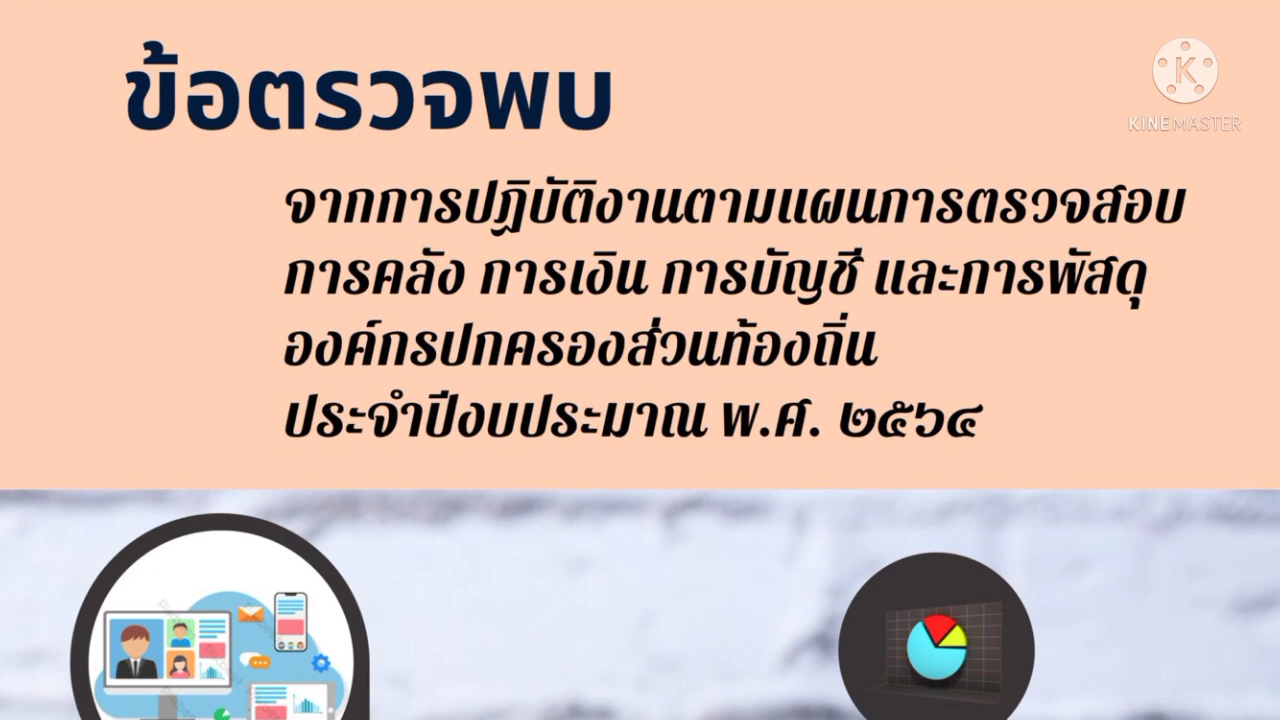 ข้อตรวจพบ
KINEMASTER
จากการปฏิบัติงานตามแผนการตรวจสอบ
การคลัง การเงิน การบัญชี และการพัสดุ
องค์กรปกครองส่วนท้องถิ่น
ประจำปีงบประมาณ พ.ศ. ๒๕๖๔